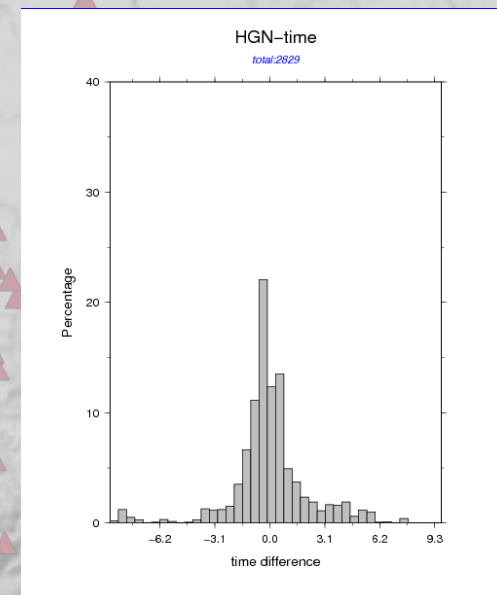 HGN−time
total:2829
40
30
20
10
0
Percentage
−6.2 −3.1 0.0 3.1 6.2 9.3
time difference